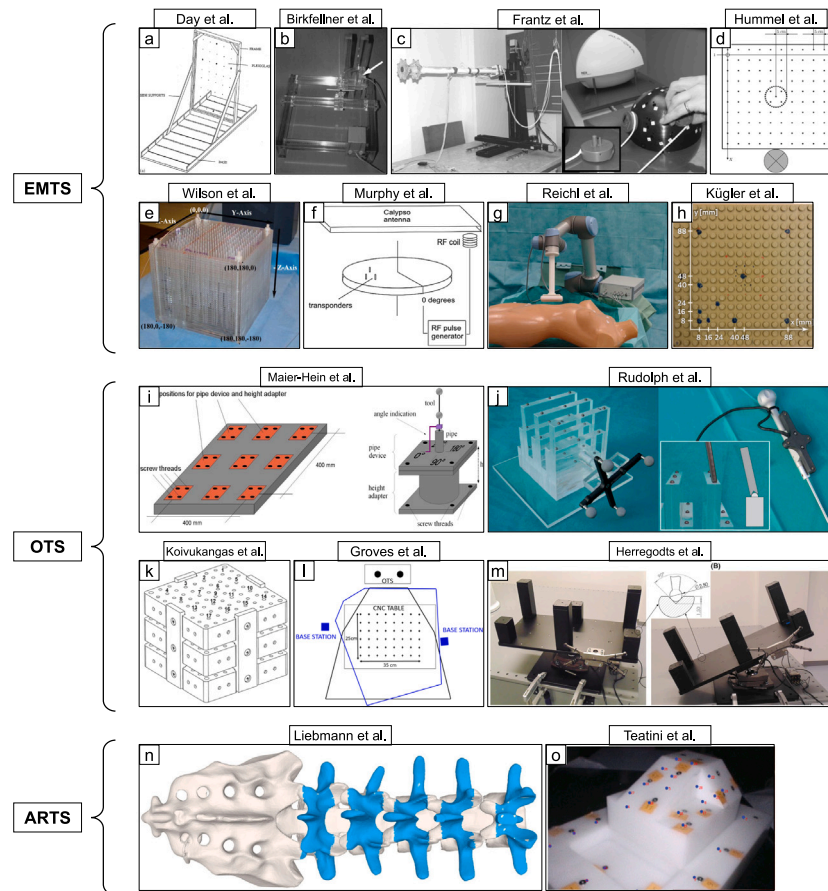 Day et al.
Birkfellner et al.
Frantz et al.
Hummel et al.
a
FRAME
BASE
b
c
d
X
EMTS
Wilson et al.
Murphy et al.
Reichl et al.
Kügler et al.
e
(0,0,0)
Y-Axis
-Axis
-Z-Axis
(180,180,0)
(180,0,-180)
(180,180,-180)
f
Calypso
antenna
RF coil
transponders
0 degrees
RF pulse
generator
g
h
y[mm]
88
48
40
24
16
8
x[mm]
8 16 24 40 48 88
Maier-Hein et al.
Rudolph et al.
i
positions for pipe device and height adapter
screw threads
400 mm
400 mm
tool
angle indication
pipe
pipe
device
0°
90°
180°
height
adapter
screw threads
j
OTS
Koivukangas et al.
Groves et al.
Herregodts et al.
k
l
OTS
CNC TABLE
BASE STATION
BASE STATION
25cm
35 cm
m
(B)
Liebmann et al.
Teatini et al.
n
o
ARTS